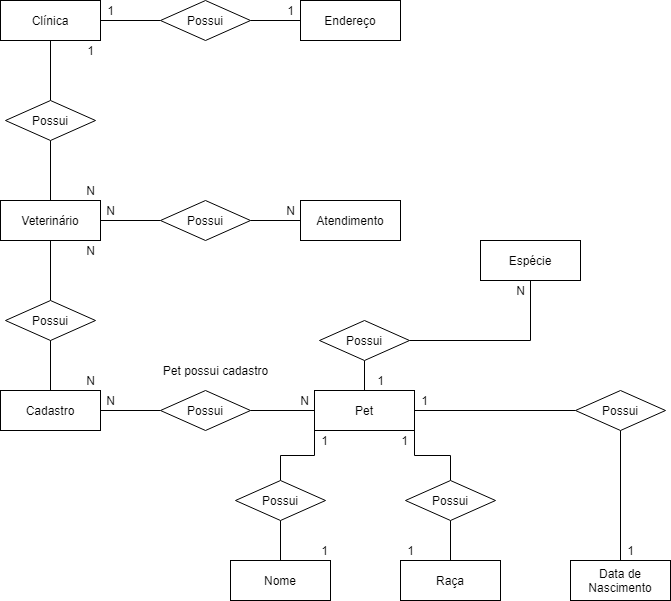 Clínica
1
Possui
1
Endereço
1
Possui
N
Veterinário
N
Possui
N
Atendimento
N
Espécie
N
Possui
Possui
1
Pet possui cadastro
N
Cadastro
N
Possui
N
Pet
1
Possui
1
1
Possui
Possui
1
Nome
1
Raça
1
Data de
Nascimento